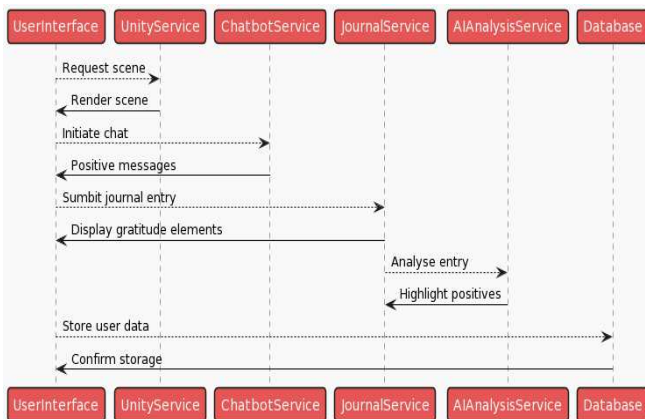 UserInterface UnityService ChatbotService JournalService AIAnalysisService Database
Request scene
Render scene
Initiate chat
Positive messages
Sumbit journal entry
Display gratitude elements
Analyse entry
Highlight positives
Store user data
Confirm storage
UserInterface UnityService ChatbotService JournalService AIAnalysisService Database